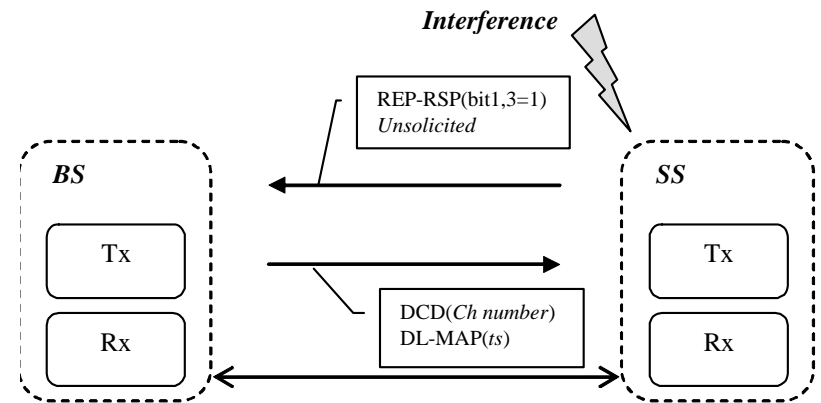 Interference
REP-RSP(bit1,3=1)
Unsolicited
BS
SS
Tx
Tx
DCD(Ch number)
DL-MAP(ts)
Rx
Rx